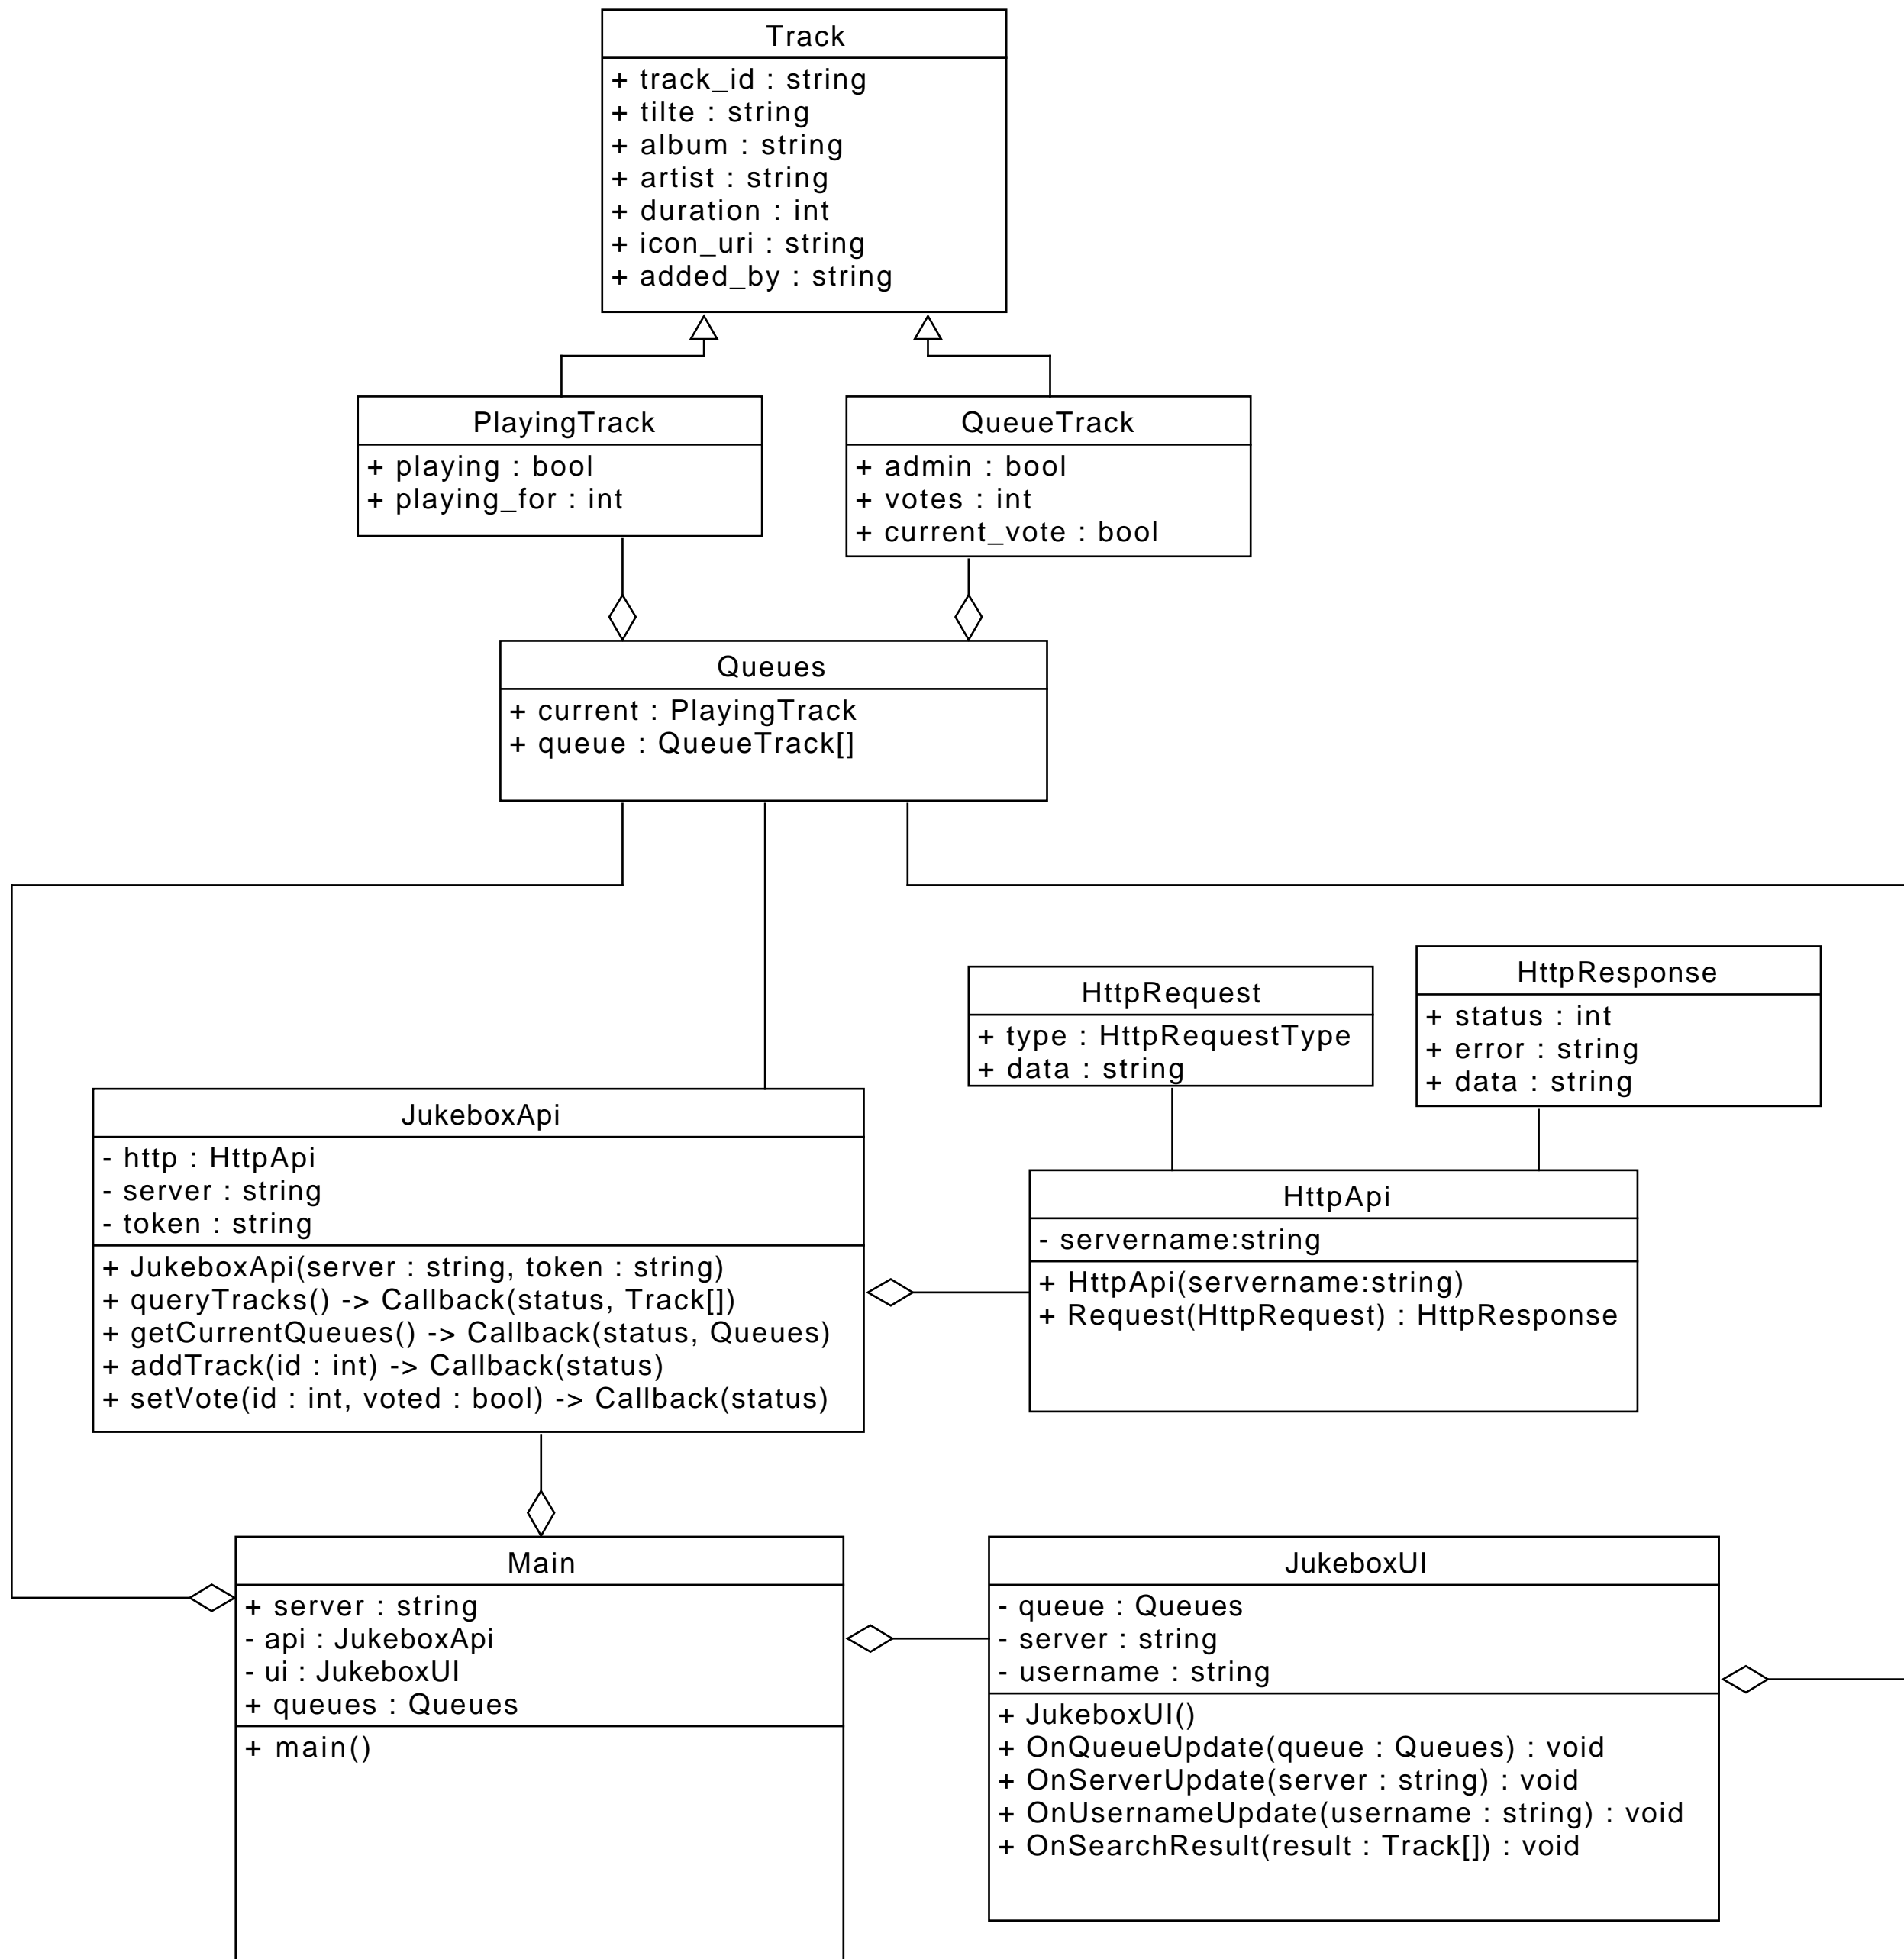 Track
+ track_id : string
+ tilte : string
+ album : string
+ artist : string
+ duration : int
+ icon_uri : string
+ added_by : string
PlayingTrack
+ playing : bool
+ playing_for : int
QueueTrack
+ admin : bool
+ votes : int
+ current_vote : bool
Queues
+ current : PlayingTrack
+ queue : QueueTrack[]
HttpRequest
+ type : HttpRequestType
+ data : string
HttpResponse
+ status : int
+ error : string
+ data : string
JukeboxApi
- http : HttpApi
- server : string
- token : string
+ JukeboxApi(server : string, token : string)
+ queryTracks() -> Callback(status, Track[])
+ getCurrentQueues() -> Callback(status, Queues)
+ addTrack(id : int) -> Callback(status)
+ setVote(id : int, voted : bool) -> Callback(status)
HttpApi
- servername:string
+ HttpApi(servername:string)
+ Request(HttpRequest) : HttpResponse
Main
+ server : string
- api : JukeboxApi
- ui : JukeboxUI
+ queues : Queues
+ main()
JukeboxUI
- queue : Queues
- server : string
- username : string
+ JukeboxUI()
+ OnQueueUpdate(queue : Queues) : void
+ OnServerUpdate(server : string) : void
+ OnUsernameUpdate(username : string) : void
+ OnSearchResult(result : Track[]) : void